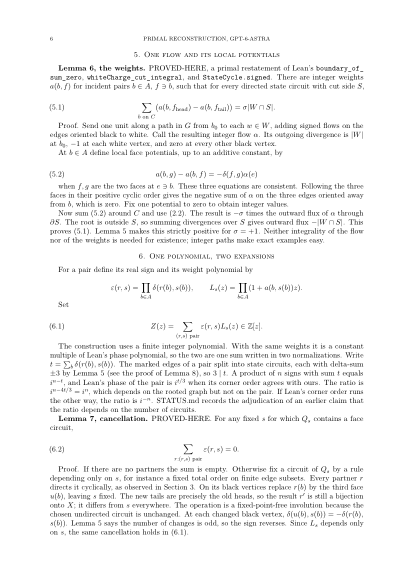 6 PRIMAL RECONSTRUCTION, GPT-6-ASTRA
5. One flow and its local potentials
Lemma 6, the weights. PROVED-HERE, a primal restatement of Lean's boundary_of_
sum_zero, whiteCharge_cut_integral, and StateCycle.signed. There are integer weights
a(b, f) for incident pairs b ∈ A, f ∋ b, such that for every directed state circuit with cut side S,
(5.1) ∑_{b on C} (a(b, f_head) − a(b, f_tail)) = σ|W ∩ S|.
Proof. Send one unit along a path in G from b₀ to each w ∈ W, adding signed flows on the
edges oriented black to white. Call the resulting integer flow α. Its outgoing divergence is |W|
at b₀, −1 at each white vertex, and zero at every other black vertex.
At b ∈ A define local face potentials, up to an additive constant, by
(5.2) a(b, g) − a(b, f) = −δ(f, g)α(e)
when f, g are the two faces at e ∋ b. These three equations are consistent. Following the three
faces in their positive cyclic order gives the negative sum of α on the three edges oriented away
from b, which is zero. Fix one potential to zero to obtain integer values.
Now sum (5.2) around C and use (2.2). The result is −σ times the outward flux of α through
∂S. The root is outside S, so summing divergences over S gives outward flux −|W ∩ S|. This
proves (5.1). Lemma 5 makes this strictly positive for σ = +1. Neither integrality of the flow
nor of the weights is needed for existence; integer paths make exact examples easy.
6. One polynomial, two expansions
For a pair define its real sign and its weight polynomial by
ε(r, s) = ∏_{b∈A} δ(r(b), s(b)), L_s(z) = ∏_{b∈A} (1 + a(b, s(b))z).
Set
(6.1) Z(z) = ∑_{(r,s) pair} ε(r, s)L_s(z) ∈ ℤ[z].
The construction uses a finite integer polynomial. With the same weights it is a constant
multiple of Lean's phase polynomial, so the two are one sum written in two normalizations. Write
t = ∑_b δ(r(b), s(b)). The marked edges of a pair split into state circuits, each with delta-sum
±3 by Lemma 5 (see the proof of Lemma 8), so 3 | t. A product of n signs with sum t equals
i^{n−t}, and Lean's phase of the pair is i^{t/3} when its corner order agrees with ours. The ratio is
i^{n−4t/3} = iⁿ, which depends on the rooted graph but not on the pair. If Lean's corner order runs
the other way, the ratio is i^{−n}. STATUS.md records the adjudication of an earlier claim that
the ratio depends on the number of circuits.
Lemma 7, cancellation. PROVED-HERE. For any fixed s for which Q_s contains a face
circuit,
(6.2) ∑_{r:(r,s) pair} ε(r, s) = 0.
Proof. If there are no partners the sum is empty. Otherwise fix a circuit of Q_s by a rule
depending only on s, for instance a fixed total order on finite edge subsets. Every partner r
directs it cyclically, as observed in Section 3. On its black vertices replace r(b) by the third face
u(b), leaving s fixed. The new tails are precisely the old heads, so the result r′ is still a bijection
onto X; it differs from s everywhere. The operation is a fixed-point-free involution because the
chosen undirected circuit is unchanged. At each changed black vertex, δ(u(b), s(b)) = −δ(r(b),
s(b)). Lemma 5 says the number of changes is odd, so the sign reverses. Since L_s depends only
on s, the same cancellation holds in (6.1).